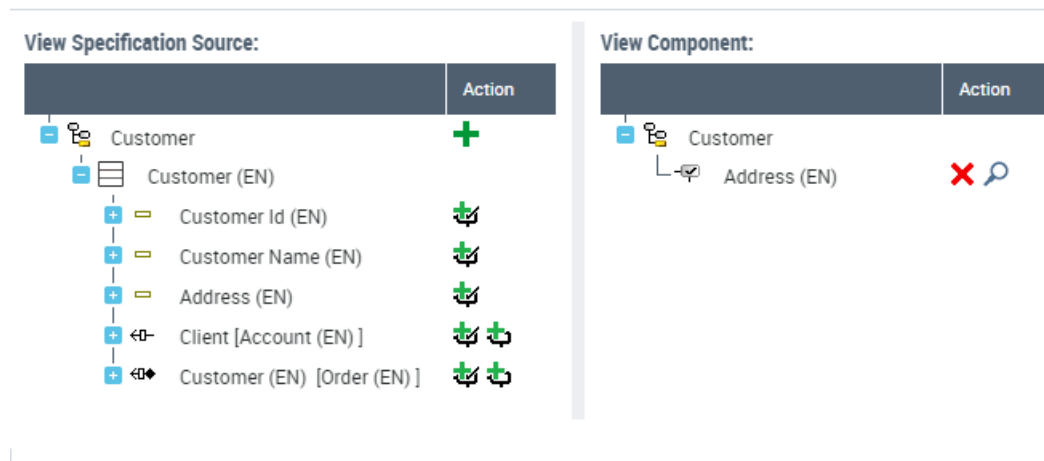 View Specification Source:
Action
Customer
Customer (EN)
Customer Id (EN)
Customer Name (EN)
Address (EN)
Client [Account (EN) ]
Customer (EN) [Order (EN) ]
View Component:
Action
Customer
Address (EN)